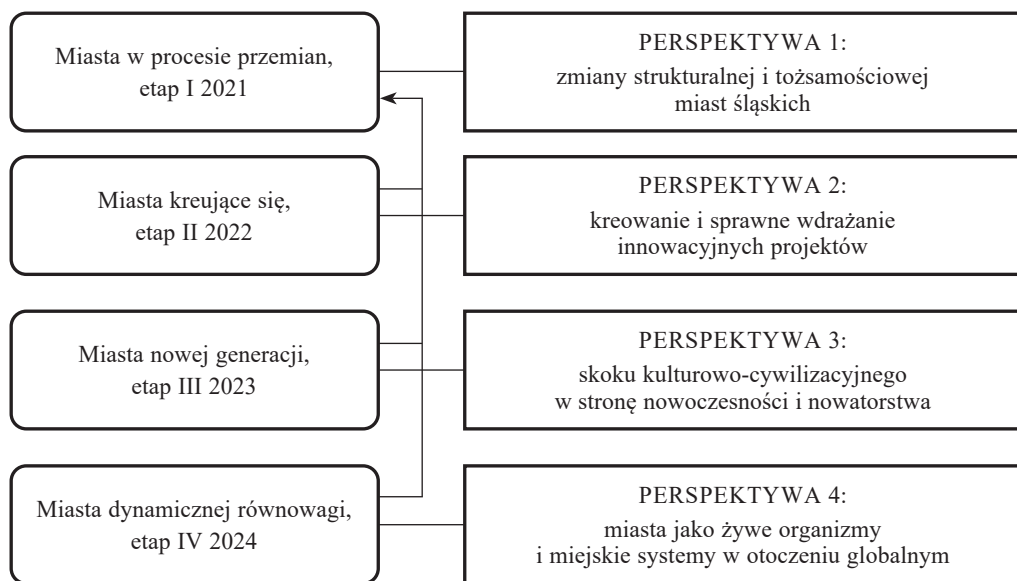 Miasta w procesie przemian,
etap I 2021
PERSPEKTYWA 1:
zmiany strukturalnej i tożsamościowej
miast śląskich
Miasta kreujące się,
etap II 2022
PERSPEKTYWA 2:
kreowanie i sprawne wdrażanie
innowacyjnych projektów
Miasta nowej generacji,
etap III 2023
PERSPEKTYWA 3:
skoku kulturowo-cywilizacyjnego
w stronę nowoczesności i nowatorstwa
Miasta dynamicznej równowagi,
etap IV 2024
PERSPEKTYWA 4:
miasta jako żywe organizmy
i miejskie systemy w otoczeniu globalnym